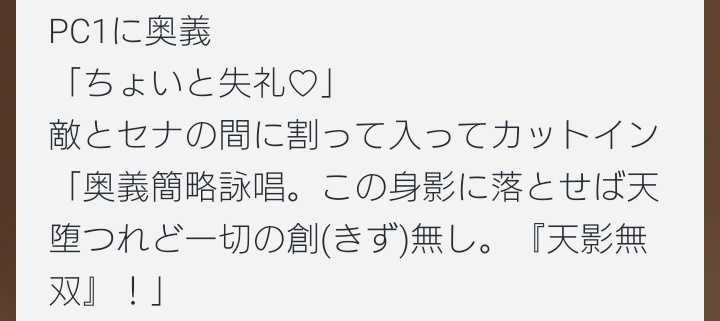 PC1に奥義
「ちょいと失礼♡」
敵とセナの間に割って入ってカットイン
「奥義簡略詠唱。この身影に落とせば天
堕つれど一切の創(きず)無し。『天影無
双』！」